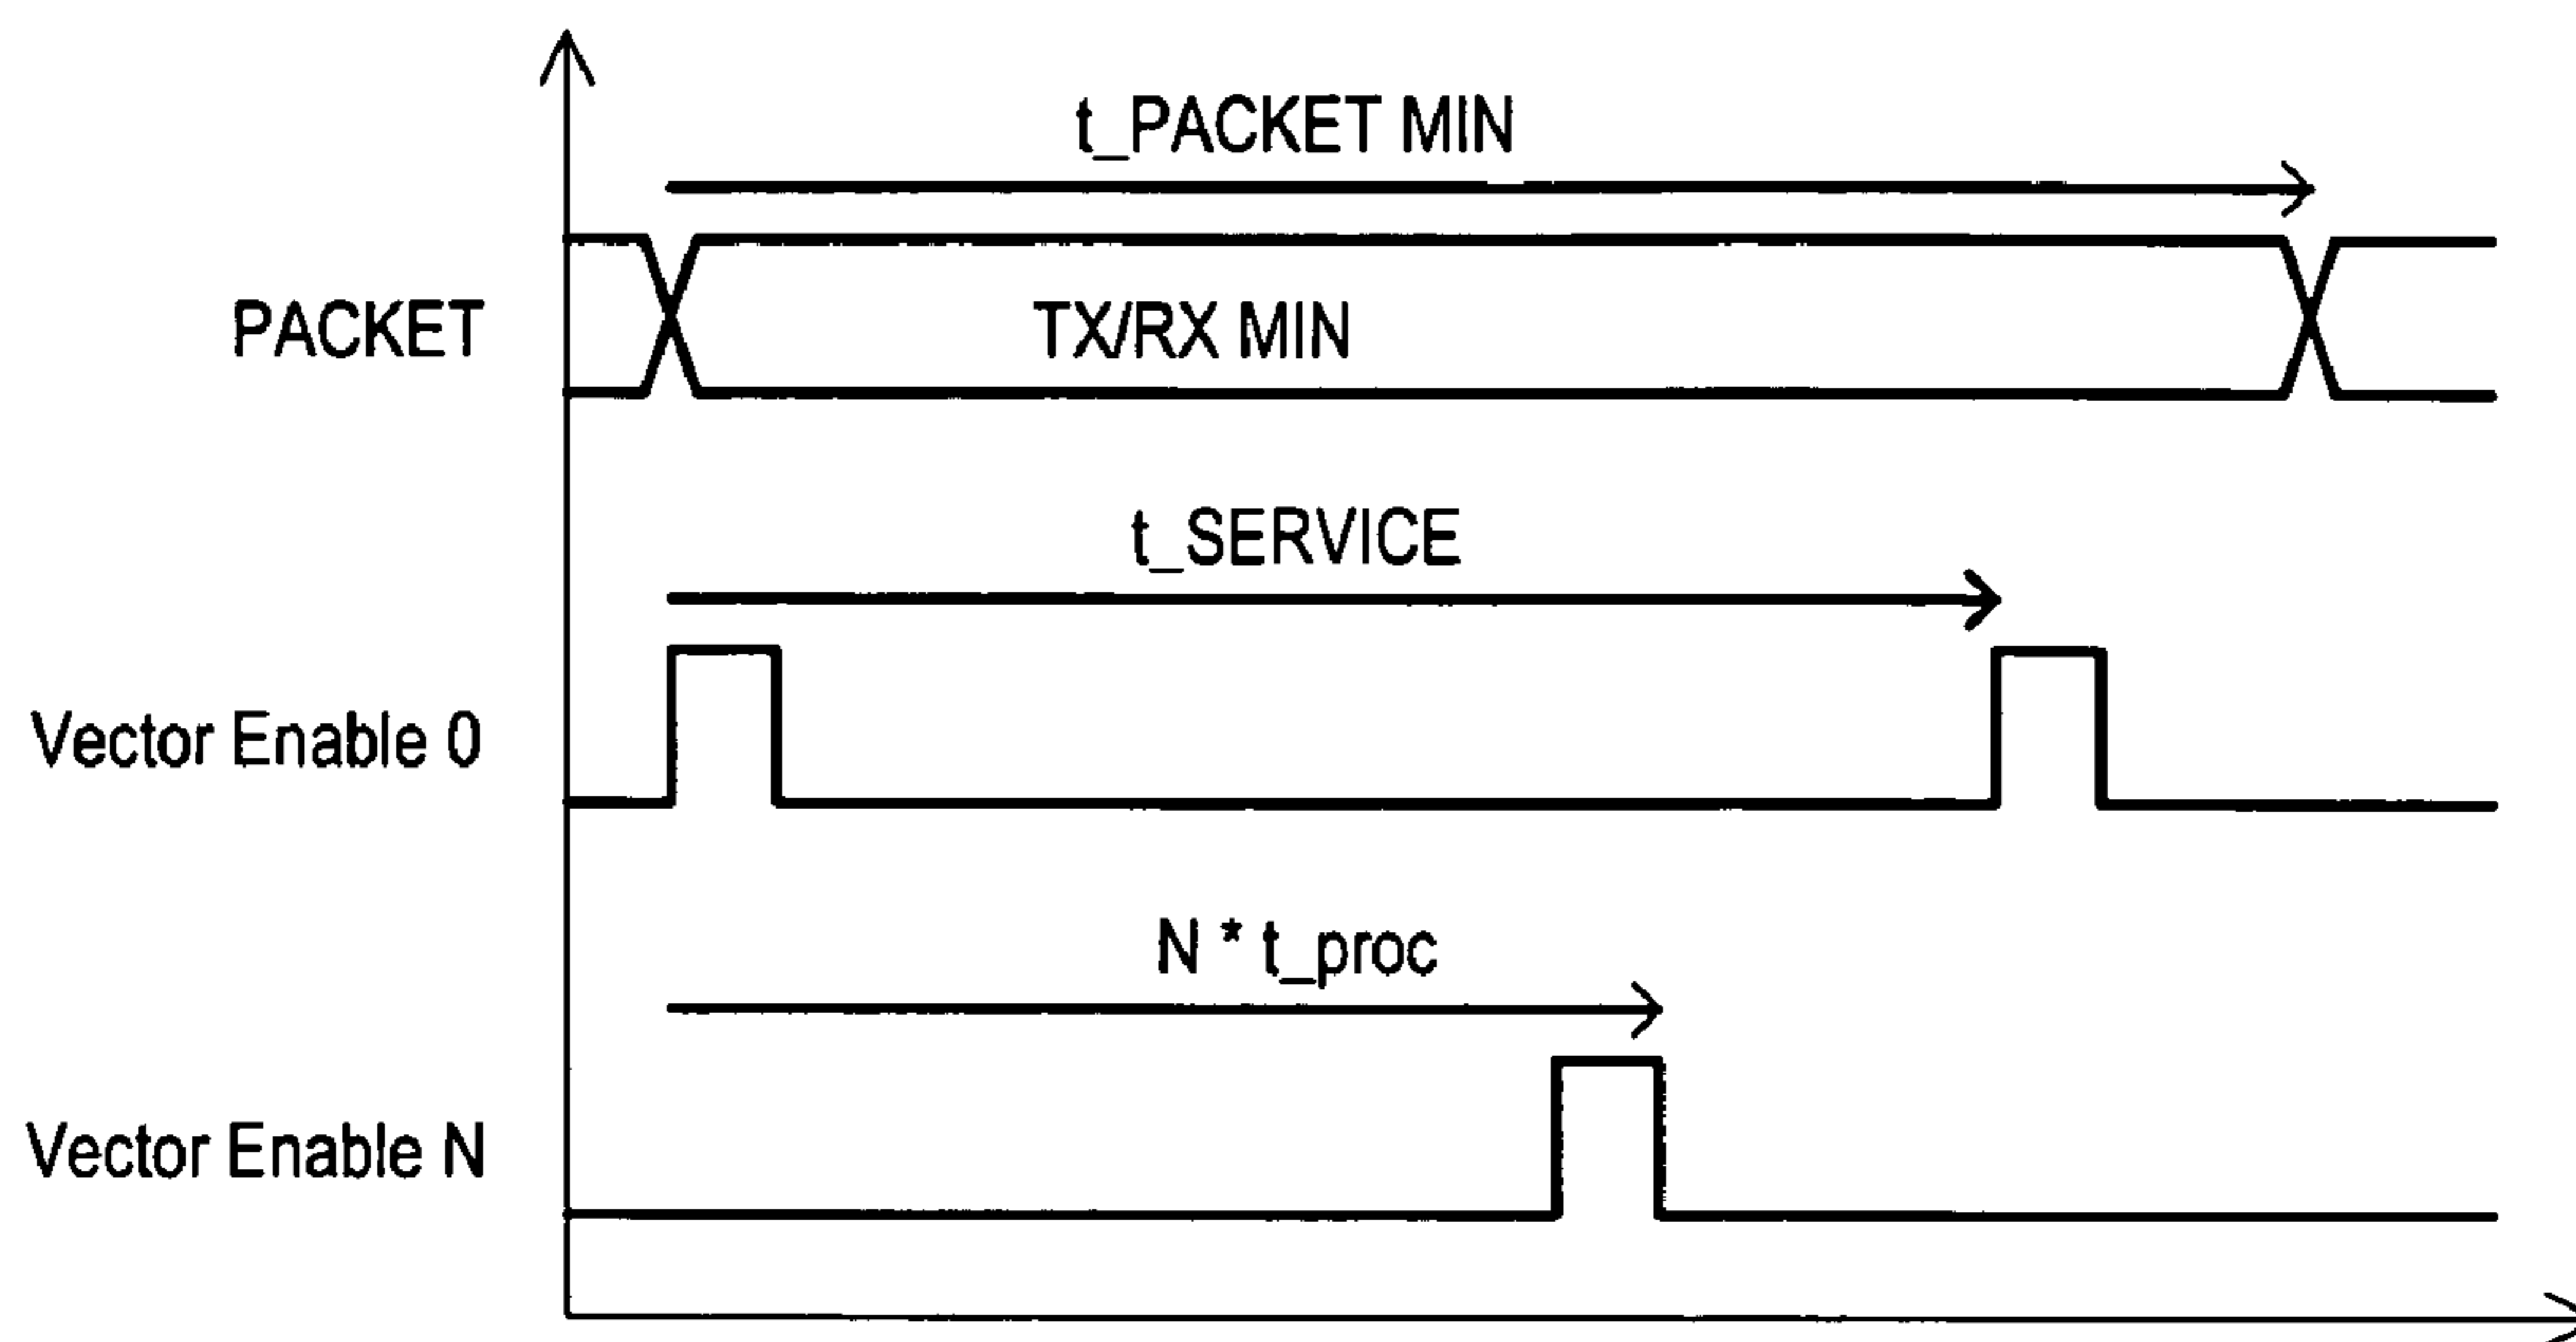 t_PACKET MIN
PACKET
TX/RX MIN
t_SERVICE
Vector Enable 0
N * t_proc
Vector Enable N